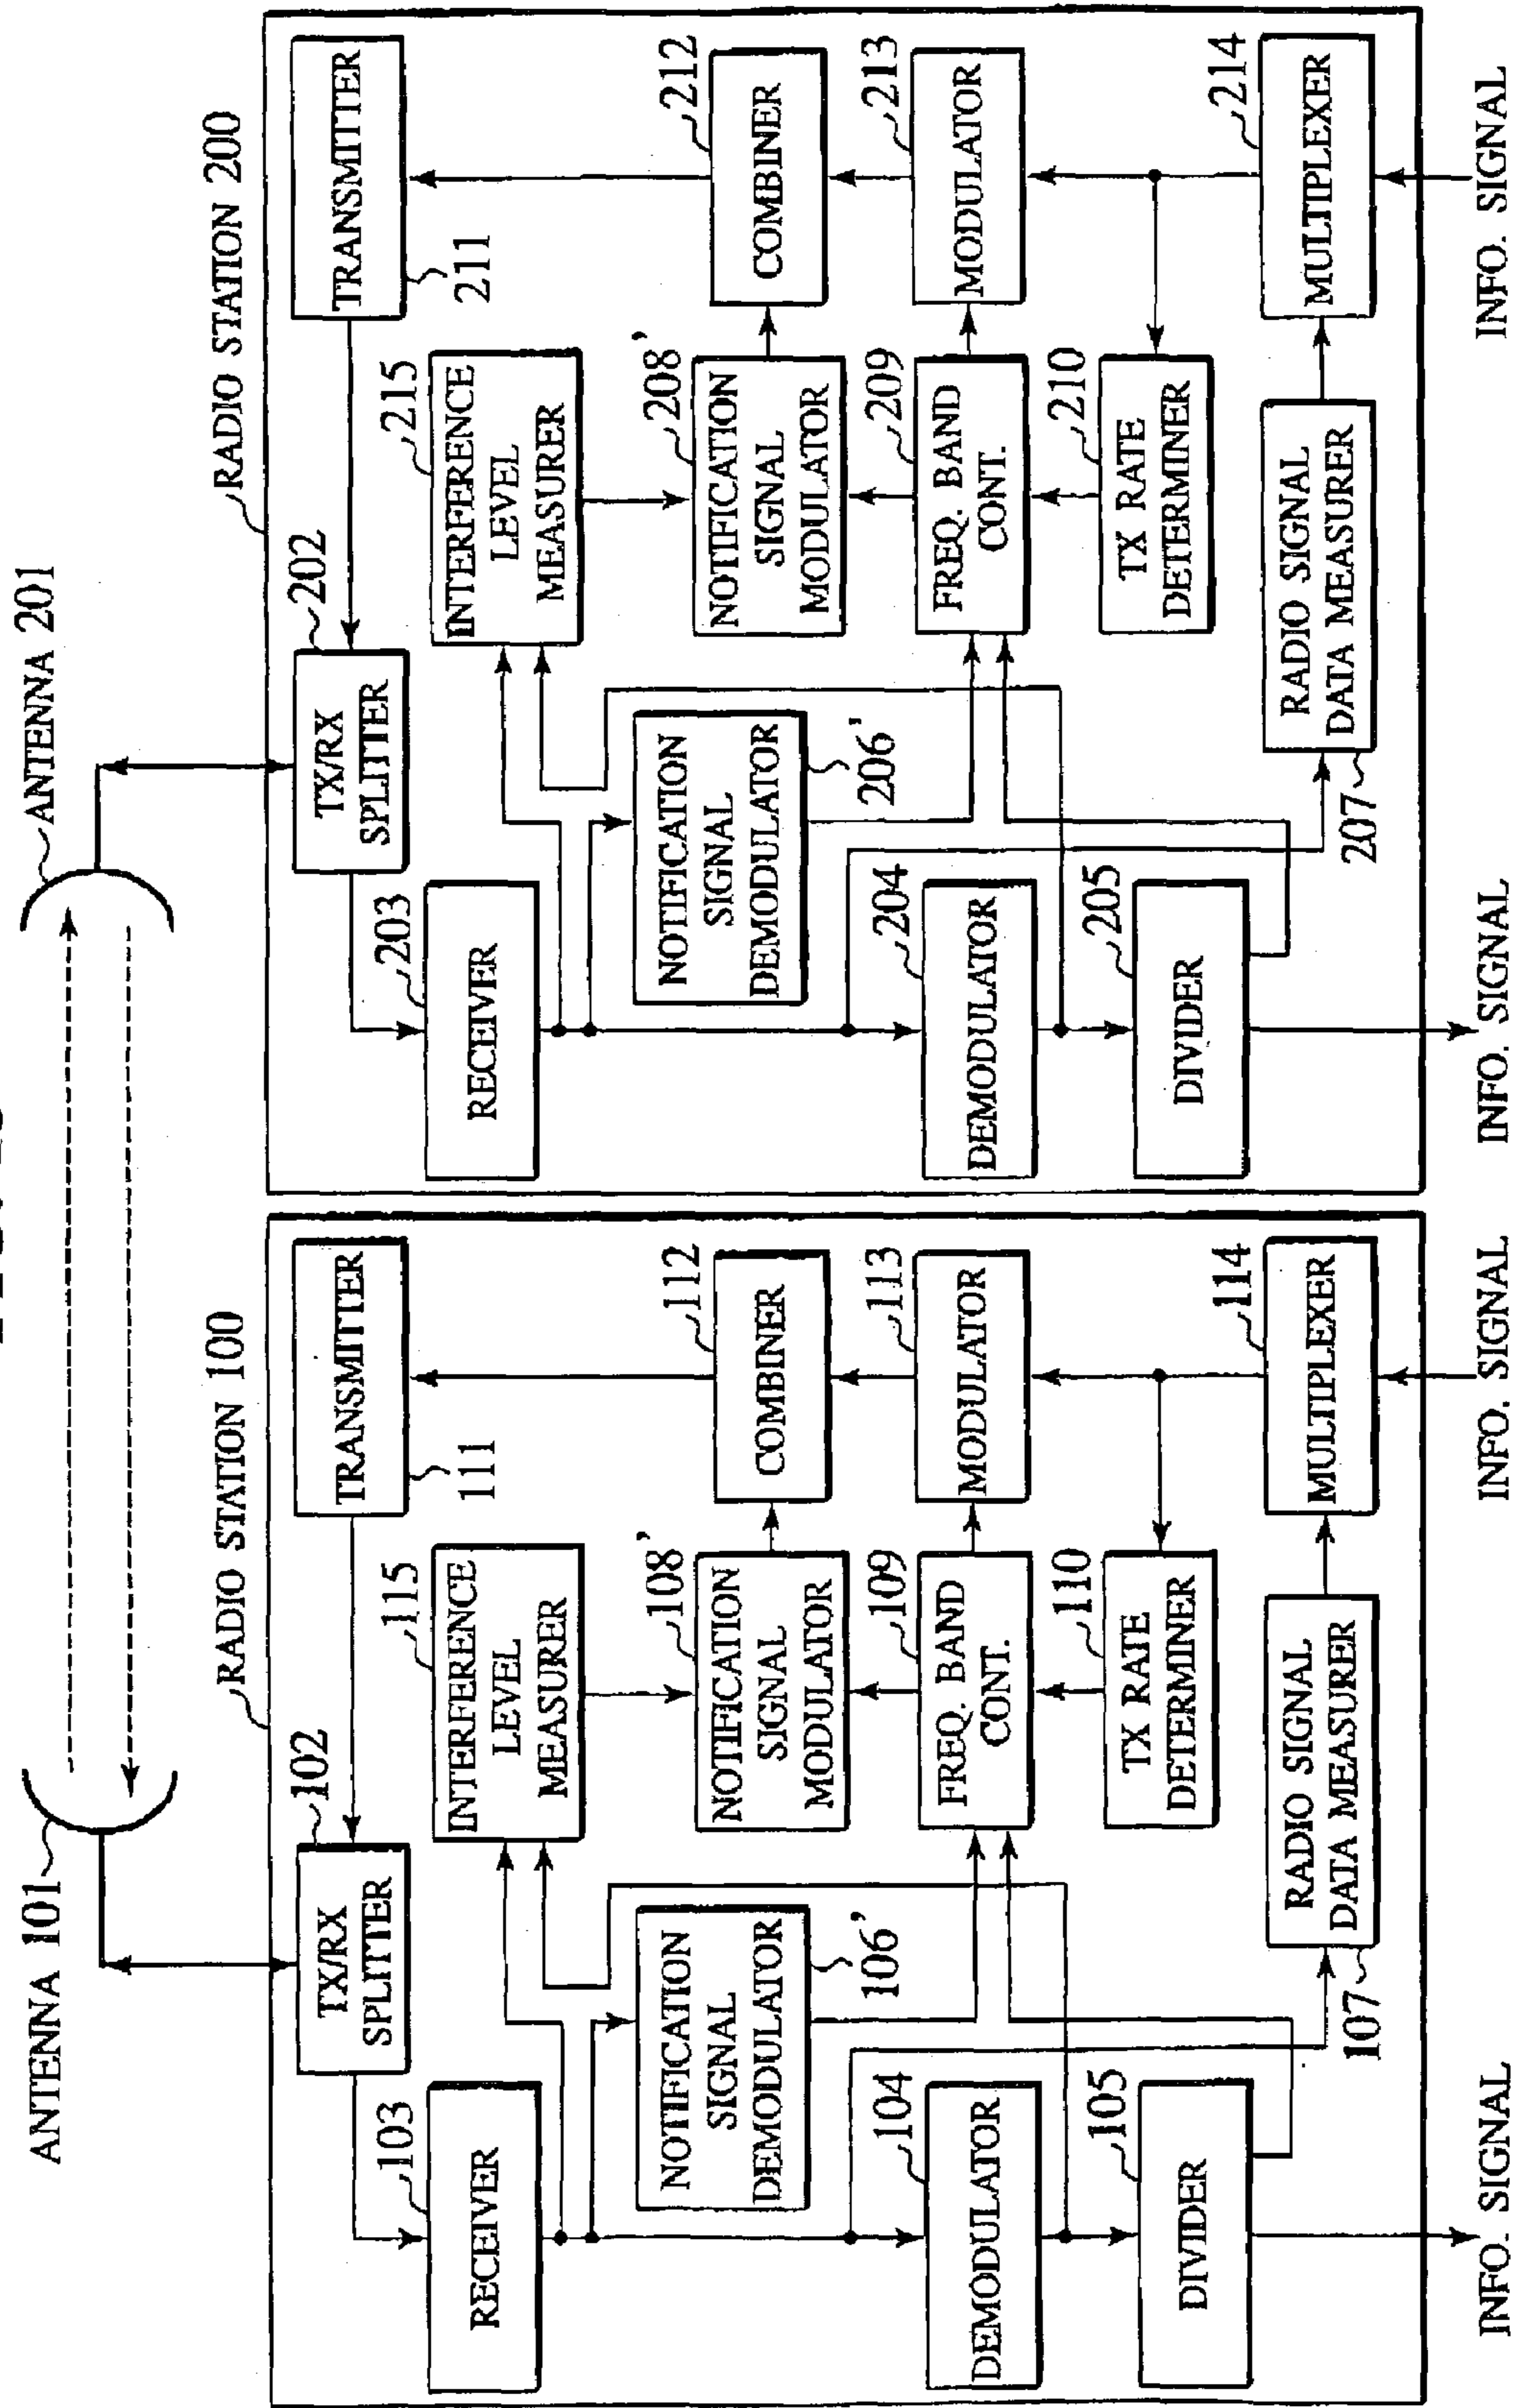 ANTENNA 101
ANTENNA 201
RADIO STATION 100
TX/RX
SPLITTER
102
TRANSMITTER
111
RECEIVER
103
INTERFERENCE
LEVEL
MEASURER
115
NOTIFICATION
SIGNAL
DEMODULATOR
106'
NOTIFICATION
SIGNAL
MODULATOR
108'
COMBINER
112
DEMODULATOR
104
FREQ. BAND
CONT.
109
MODULATOR
113
DIVIDER
105
TX RATE
DETERMINER
110
RADIO SIGNAL
DATA MEASURER
107
MULTIPLEXER
114
INFO. SIGNAL
INFO. SIGNAL
RADIO STATION 200
TX/RX
SPLITTER
202
TRANSMITTER
211
RECEIVER
203
INTERFERENCE
LEVEL
MEASURER
215
NOTIFICATION
SIGNAL
DEMODULATOR
206'
NOTIFICATION
SIGNAL
MODULATOR
208'
COMBINER
212
DEMODULATOR
204
FREQ. BAND
CONT.
209
MODULATOR
213
DIVIDER
205
TX RATE
DETERMINER
210
RADIO SIGNAL
DATA MEASURER
207
MULTIPLEXER
214
INFO. SIGNAL
INFO. SIGNAL